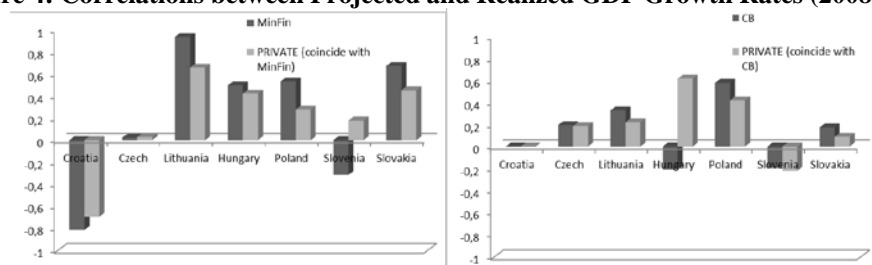 re 4. Correlations between Projected and Realized GDP Growth Rates (2008
MinFin
PRIVATE (coincide with
MinFin)
1
0,8
0,6
0,4
0,2
0
-0,2
-0,4
-0,6
-0,8
-1
Croatia Czech Lithuania Hungary Poland Slovenia Slovakia
CB
PRIVATE (coincide with
CB)
1
0,8
0,6
0,4
0,2
0
-0,2
-0,4
-0,6
-0,8
-1
Croatia Czech Lithuania Hungary Poland Slovenia Slovakia